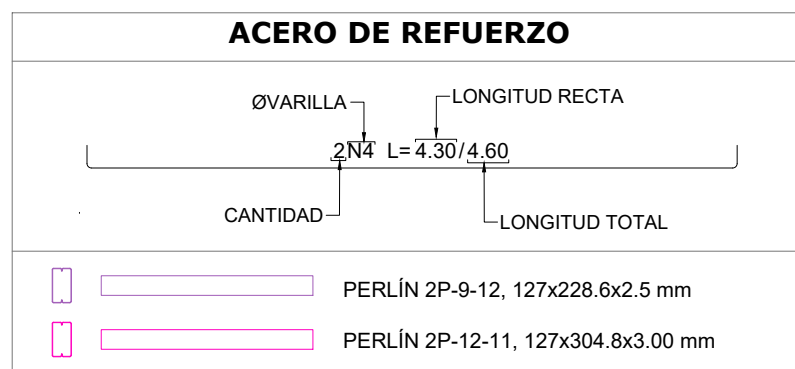 ACERO DE REFUERZO
ØVARILLA
LONGITUD RECTA
2N4 L=4.30/4.60
CANTIDAD
LONGITUD TOTAL
PERLÍN 2P-9-12, 127x228.6x2.5 mm
PERLÍN 2P-12-11, 127x304.8x3.00 mm